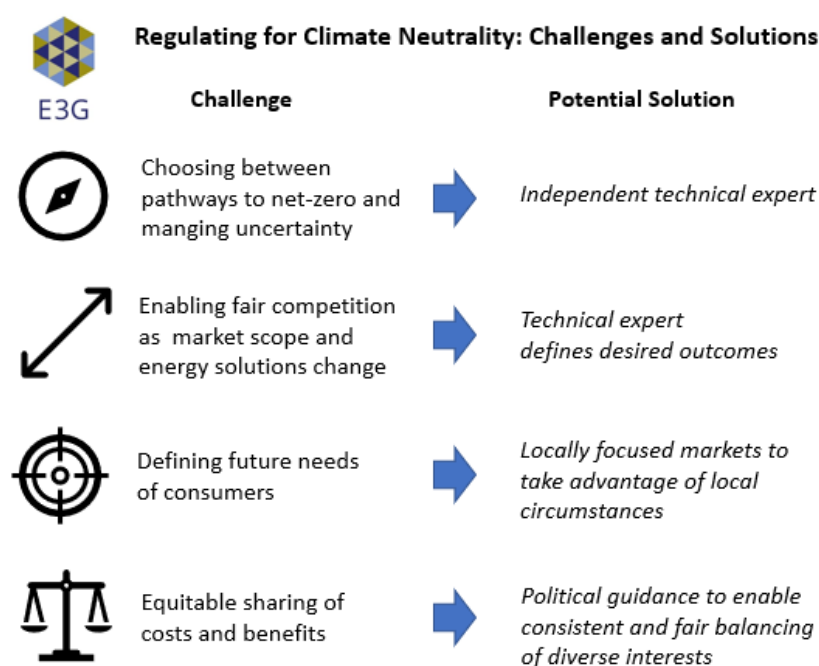 Regulating for Climate Neutrality: Challenges and Solutions
E3G
Challenge
Potential Solution
Choosing between
pathways to net-zero and
manging uncertainty
Independent technical expert
Enabling fair competition
as market scope and
energy solutions change
Technical expert
defines desired outcomes
Defining future needs
of consumers
Locally focused markets to
take advantage of local
circumstances
Equitable sharing of
costs and benefits
Political guidance to enable
consistent and fair balancing
of diverse interests